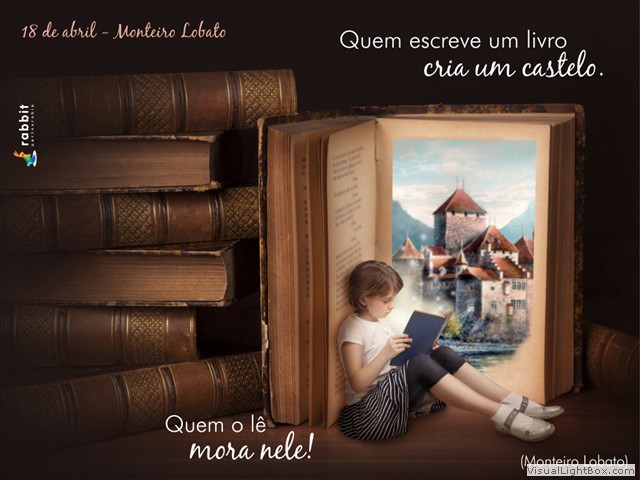 18 de abril - Monteiro Lobato
Quem escreve um livro
cria um castelo.
rabbit
Quem o lê
mora nele!
(Monteiro Lobato)
VisualLightBox.com